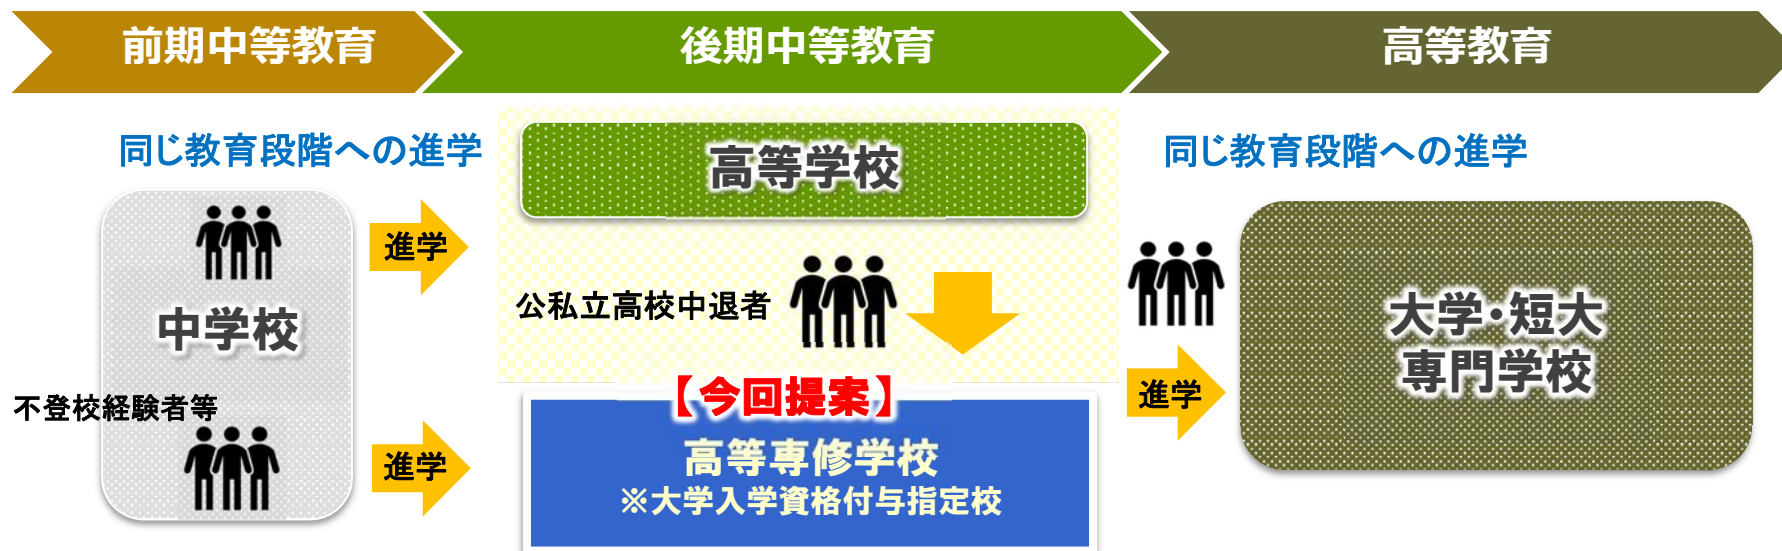 前期中等教育
後期中等教育
高等教育
同じ教育段階への進学
中学校
不登校経験者等
進学
進学
高等学校
公私立高校中退者
【今回提案】
高等専修学校
※大学入学資格付与指定校
同じ教育段階への進学
進学
大学・短大
専門学校